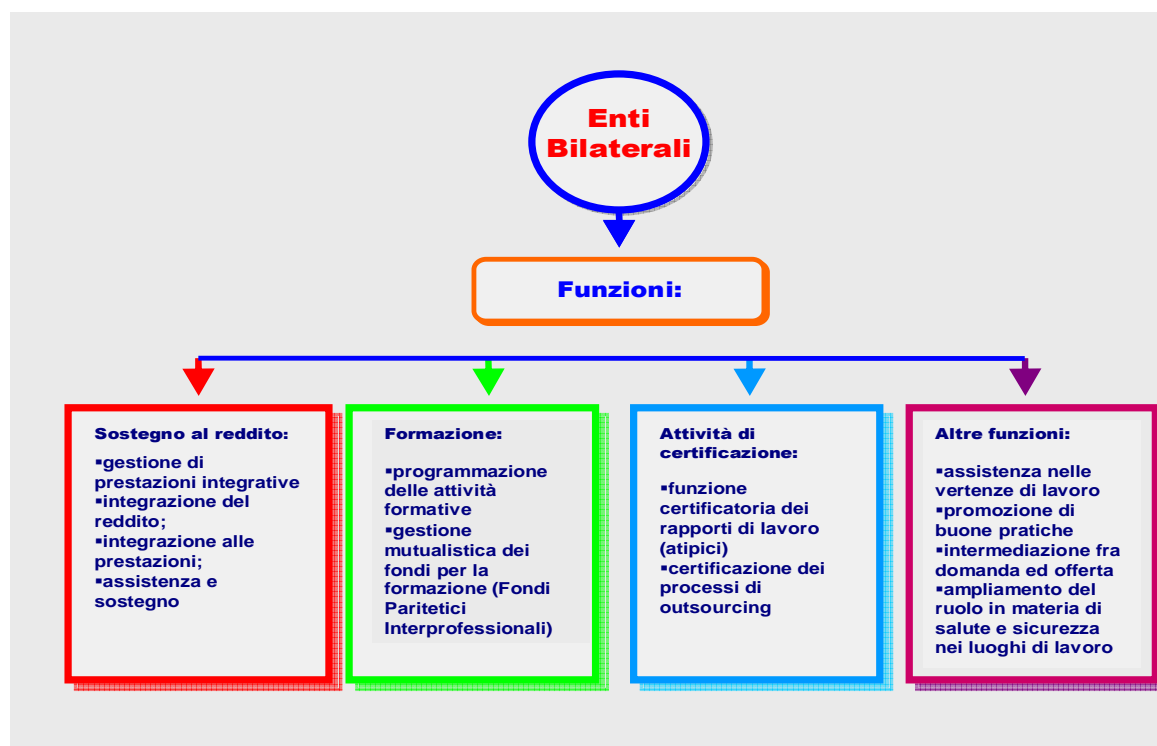 Enti
Bilaterali
Funzioni:
Sostegno al reddito:
▪gestione di
prestazioni integrative
▪integrazione del
reddito;
▪integrazione alle
prestazioni;
▪assistenza e
sostegno
Formazione:
▪programmazione
delle attività
formative
▪gestione
mutualistica dei
fondi per la
formazione (Fondi
Paritetici
Interprofessionali)
Attività di
certificazione:
▪funzione
certificatoria dei
rapporti di lavoro
(atipici)
▪certificazione dei
processi di
outsourcing
Altre funzioni:
▪assistenza nelle
vertenze di lavoro
▪promozione di
buone pratiche
▪intermediazione fra
domanda ed offerta
▪ampliamento del
ruolo in materia di
salute e sicurezza
nei luoghi di lavoro